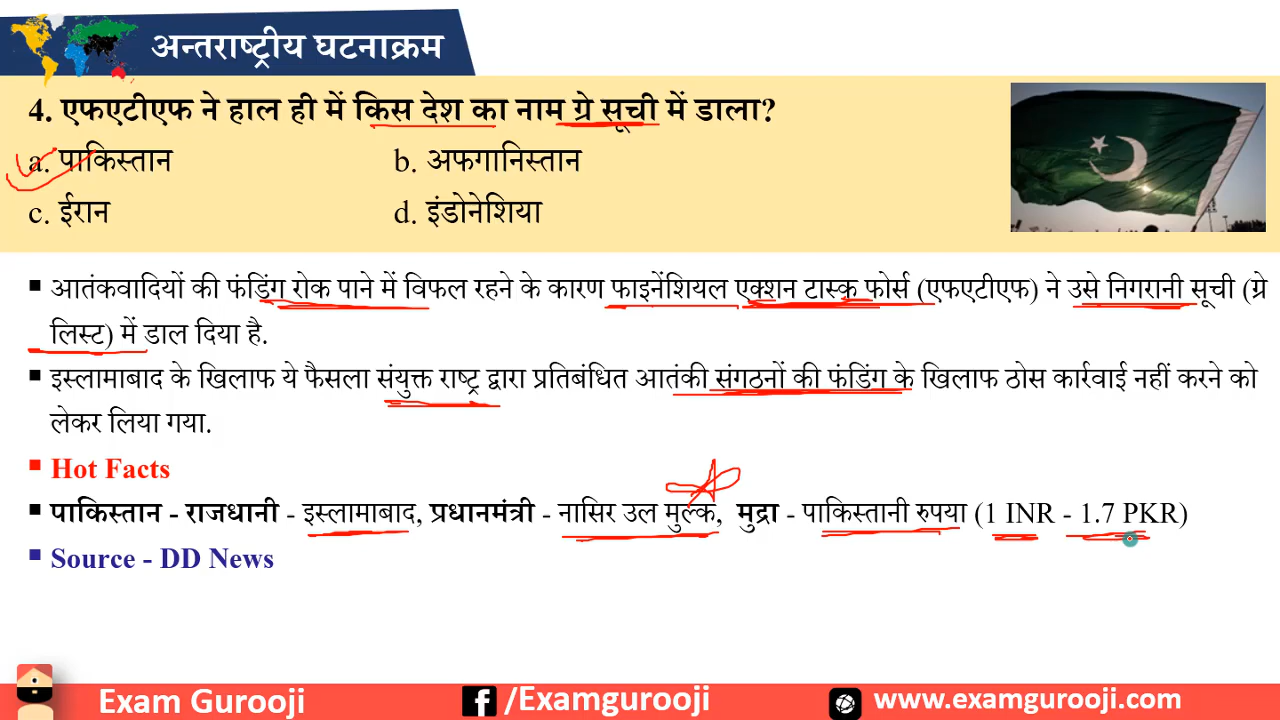 अन्तराष्ट्रीय घटनाक्रम
4. एफएटीएफ ने हाल ही में किस देश का नाम ग्रे सूची में डाला?
a. पाकिस्तान b. अफगानिस्तान
c. ईरान d. इंडोनेशिया
आतंकवादियों की फंडिंग रोक पाने में विफल रहने के कारण फाइनेंशियल एक्शन टास्क फोर्स (एफएटीएफ) ने उसे निगरानी सूची (ग्रे
लिस्ट) में डाल दिया है.
इस्लामाबाद के खिलाफ ये फैसला संयुक्त राष्ट्र द्वारा प्रतिबंधित आतंकी संगठनों की फंडिंग के खिलाफ ठोस कार्रवाई नहीं करने को
लेकर लिया गया.
Hot Facts
पाकिस्तान - राजधानी - इस्लामाबाद, प्रधानमंत्री - नासिर उल मुल्क, मुद्रा - पाकिस्तानी रुपया (1 INR - 1.7 PKR)
Source - DD News
Exam Gurooji /Examgurooji www.examgurooji.com